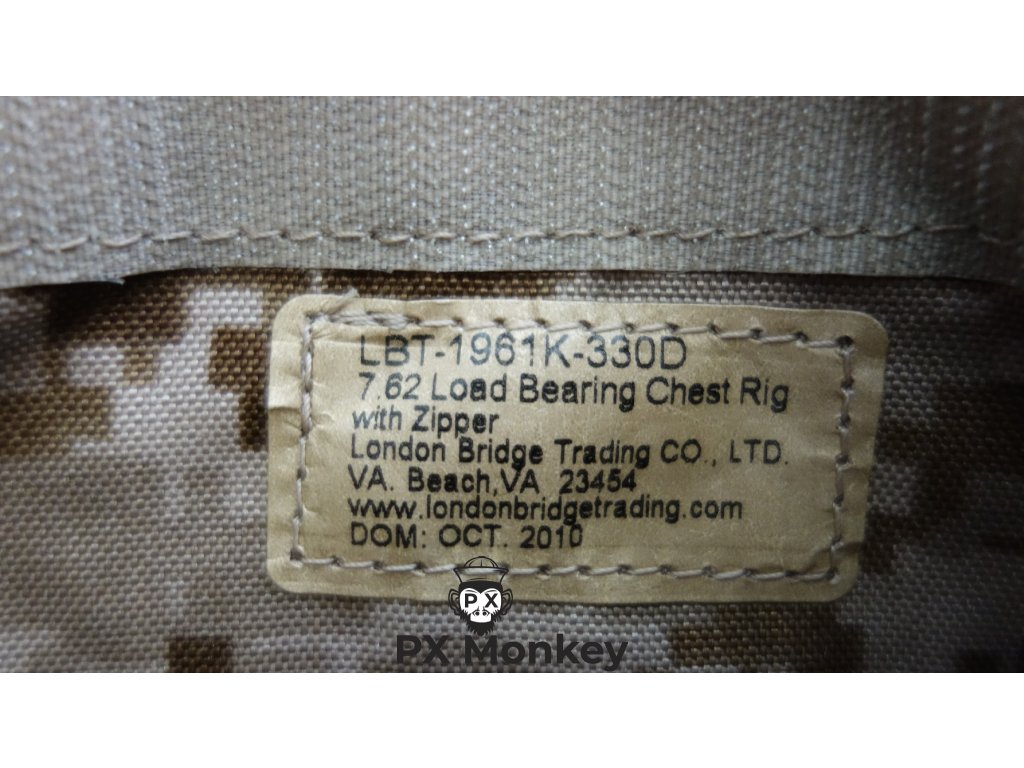 LBT-1961K-330D
7.62 Load Bearing Chest Rig
with Zipper
London Bridge Trading CO., LTD.
VA. Beach,VA 23454
www.londonbridgetrading.com
DOM: OCT. 2010
PX
PX Monkey